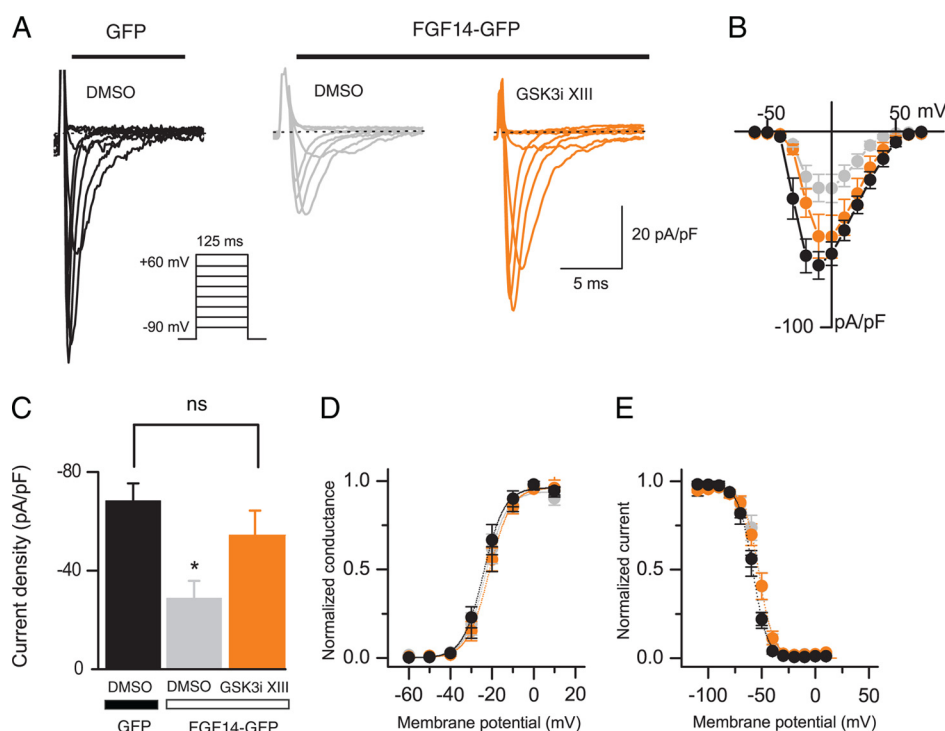 A
GFP
FGF14-GFP
DMSO
DMSO
GSK3i XIII
125 ms
+60 mV
-90 mV
20 pA/pF
5 ms
B
-50
50
mV
-100
pA/pF
C
ns
Current density (pA/pF)
-80
-40
0
*
DMSO
DMSO
GSK3i XIII
GFP
FGF14-GFP
D
Normalized conductance
1.0
0.5
0.0
-60
-40
-20
0
20
Membrane potential (mV)
E
Normalized current
1.0
0.5
0.0
-100
-50
0
50
Membrane potential (mV)